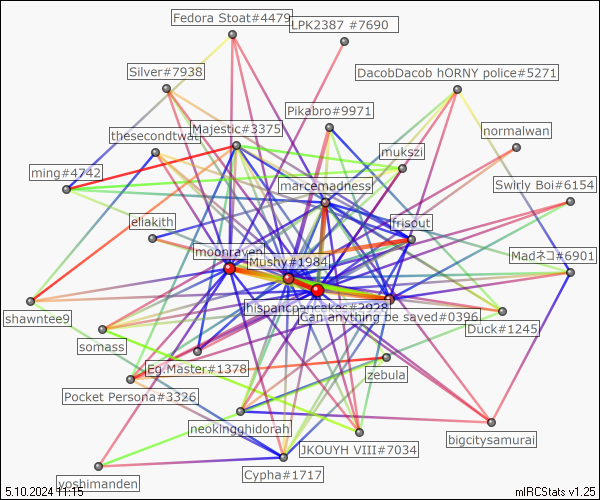 Fedora Stoat#4479
LPK2387 #7690
Silver#7938
DacobDacob hORNY police#5271
Pikabro#9971
Majestic#3375
normalwan
thesecondtwat
mukszi
ming#4742
marcemadness
Swirly Boi#6154
eliakith
frisout
moonraven
Mushy#1984
Madネコ#6901
hispancpancakes#2928
Can anything be saved#0396
shawntee9
Duck#1245
somass
Eg.Master#1378
zebula
Pocket Persona#3326
neokingghidorah
bigcitysamurai
JKOUYH VIII#7034
yoshimanden
Cypha#1717
5.10.2024 11:15
mIRCStats v1.25